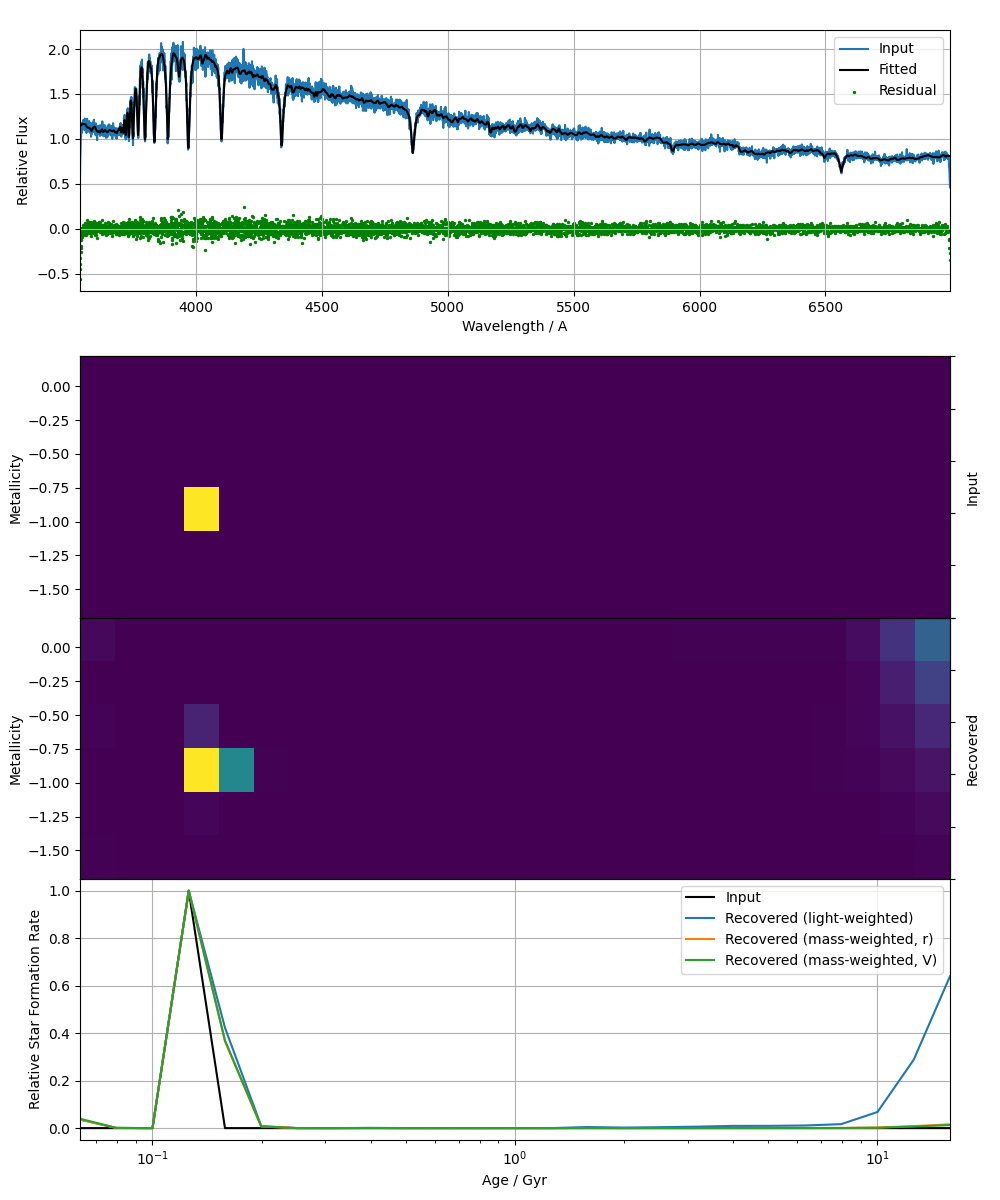 2.0
1.5
1.0
0.5
0.0
−0.5
Relative Flux
Input
Fitted
Residual
4000
4500
5000
5500
6000
6500
Wavelength / A
0.00
−0.25
−0.50
−0.75
−1.00
−1.25
−1.50
Metallicity
Input
0.00
−0.25
−0.50
−0.75
−1.00
−1.25
−1.50
Metallicity
Recovered
1.0
0.8
0.6
0.4
0.2
0.0
Relative Star Formation Rate
Input
Recovered (light-weighted)
Recovered (mass-weighted, r)
Recovered (mass-weighted, V)
10⁻¹
10⁰
10¹
Age / Gyr